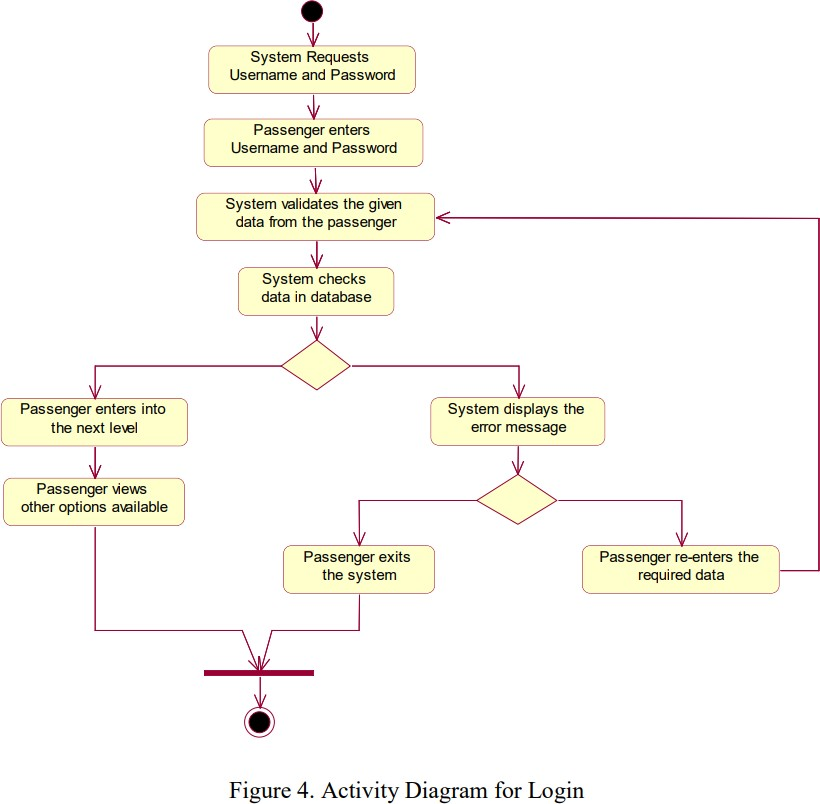 System Requests
Username and Password
Passenger enters
Username and Password
System validates the given
data from the passenger
System checks
data in database
Passenger enters into
the next level
System displays the
error message
Passenger views
other options available
Passenger exits
the system
Passenger re-enters the
required data
Figure 4. Activity Diagram for Login